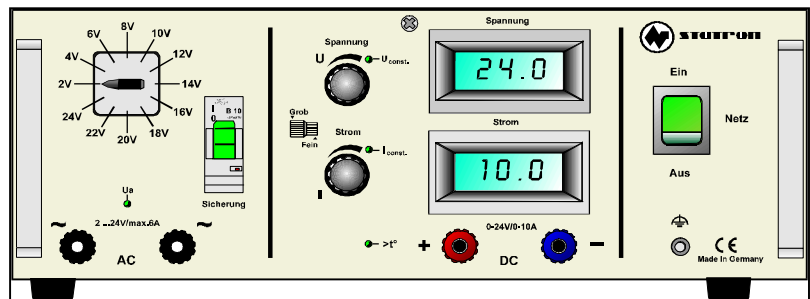 8V
6V
10V
4V
12V
2V
14V
24V
16V
22V
18V
20V
I
0
B 10
Sicherung
Ua
~
2 ...24V/max.6A
~
AC
Spannung
U
U const.
Grob
Fein
Strom
I const.
I
>t°
Spannung
24.0
Strom
10.0
0-24V/0-10A
+
DC
−
statron
Ein
Netz
Aus
CE
Made In Germany